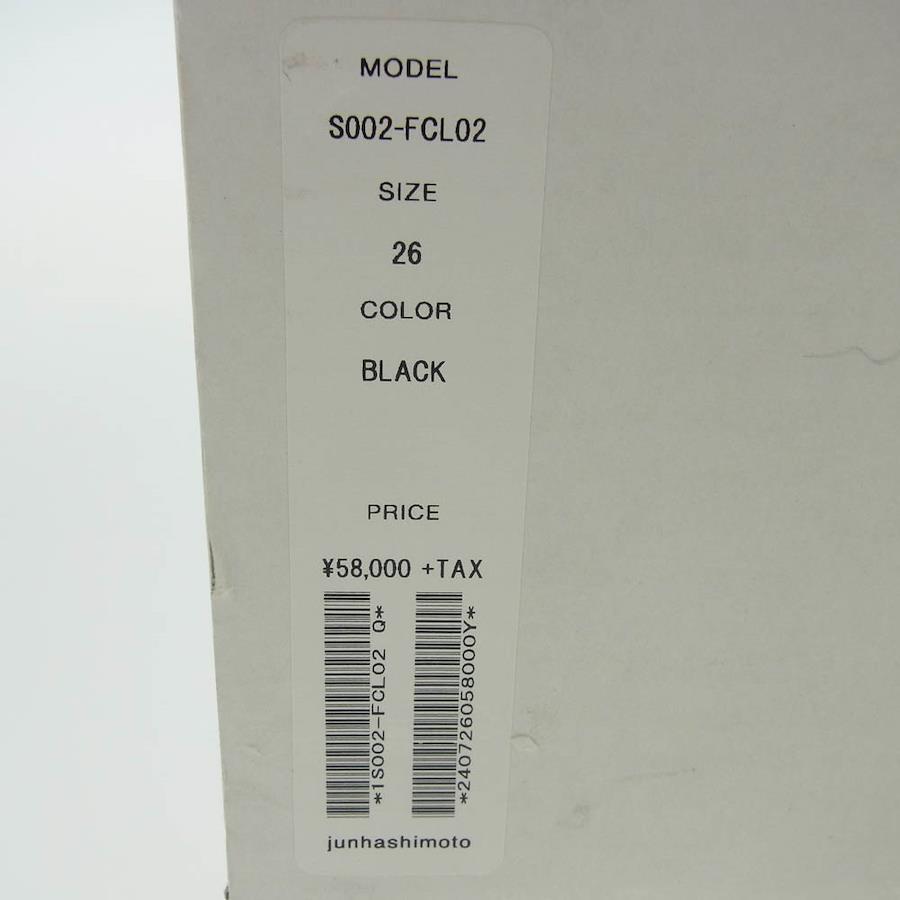 MODEL
S002-FCL02
SIZE
26
COLOR
BLACK
PRICE
¥58,000 +TAX
*1S002-FCL02 Q*
*240726058000Y*
junhashimoto